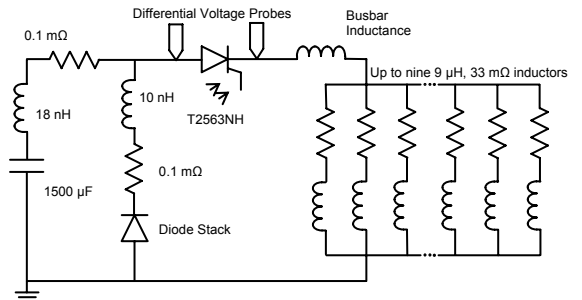 Differential Voltage Probes
Busbar
Inductance
0.1 mΩ
Up to nine 9 μH, 33 mΩ inductors
18 nH
10 nH
T2563NH
0.1 mΩ
1500 μF
Diode Stack